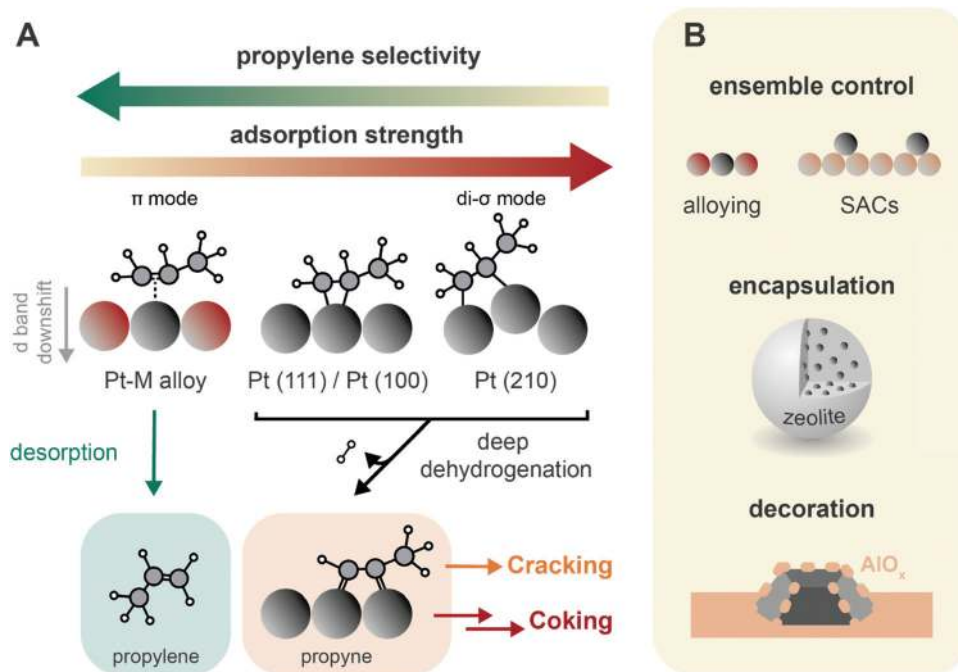 A
propylene selectivity
adsorption strength
π mode
di-σ mode
d band
downshift
Pt-M alloy
Pt (111) / Pt (100)
Pt (210)
desorption
deep
dehydrogenation
Cracking
Coking
propylene
propyne
B
ensemble control
alloying
SACs
encapsulation
zeolite
decoration
AlOₓ